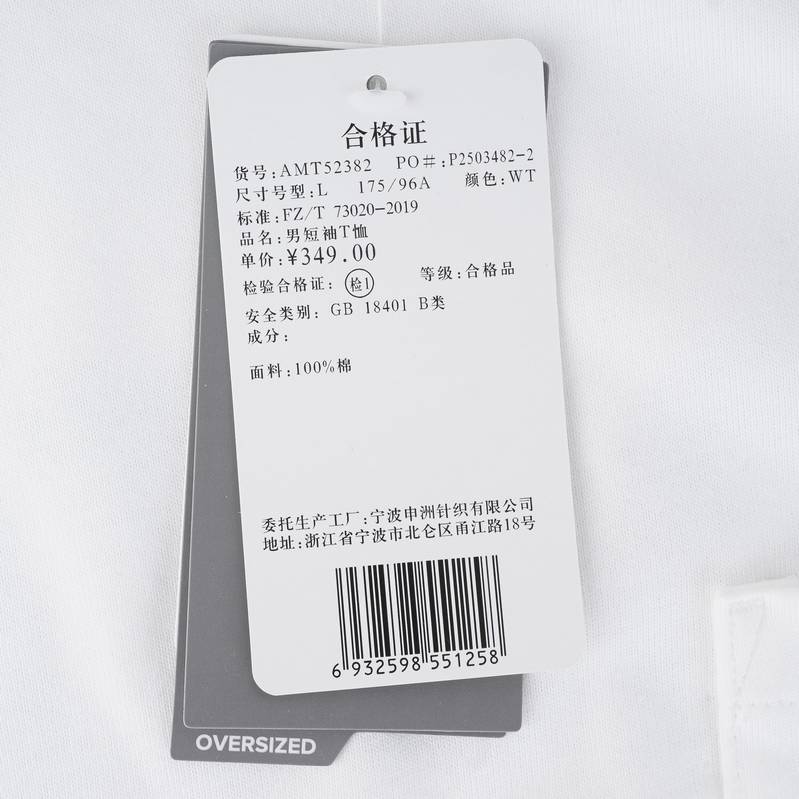 合格证
货号:AMT52382 PO#:P2503482-2
尺寸号型:L 175/96A 颜色:WT
标准:FZ/T 73020-2019
品名:男短袖T恤
单价:¥349.00
检验合格证: 检1 等级:合格品
安全类别: GB 18401 B类
成分:
面料:100%棉
委托生产工厂:宁波申洲针织有限公司
地址:浙江省宁波市北仑区甬江路18号
6 932598 551258
OVERSIZED